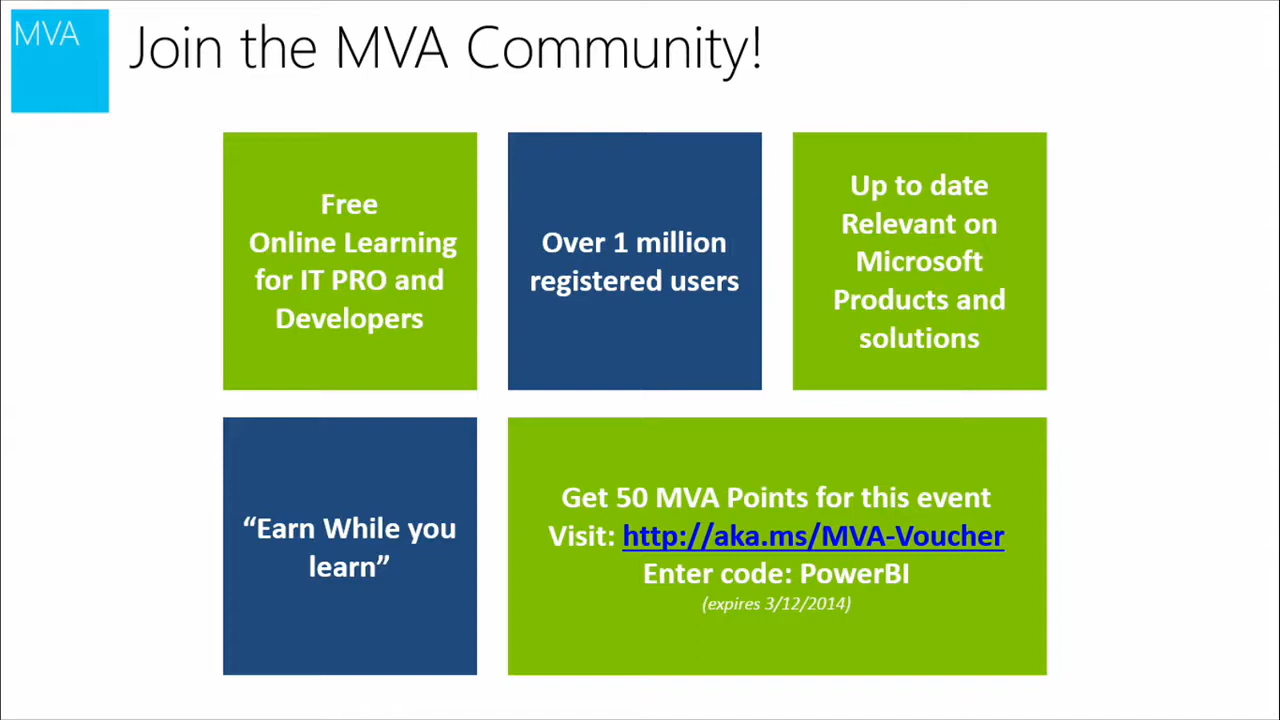 MVA
Join the MVA Community!
Free
Online Learning
for IT PRO and
Developers
Over 1 million
registered users
Up to date
Relevant on
Microsoft
Products and
solutions
“Earn While you
learn”
Get 50 MVA Points for this event
Visit: http://aka.ms/MVA-Voucher
Enter code: PowerBI
(expires 3/12/2014)